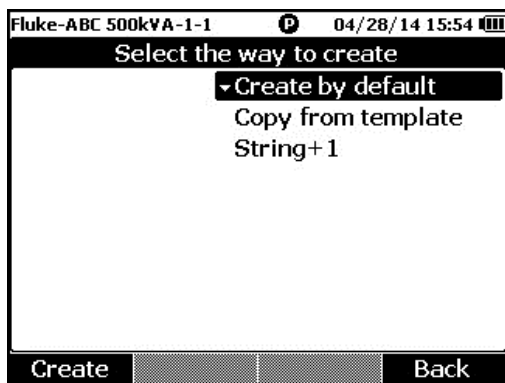 Fluke-ABC 500kVA-1-1 P 04/28/14 15:54
Select the way to create
Create by default
Copy from template
String+1
Create Back